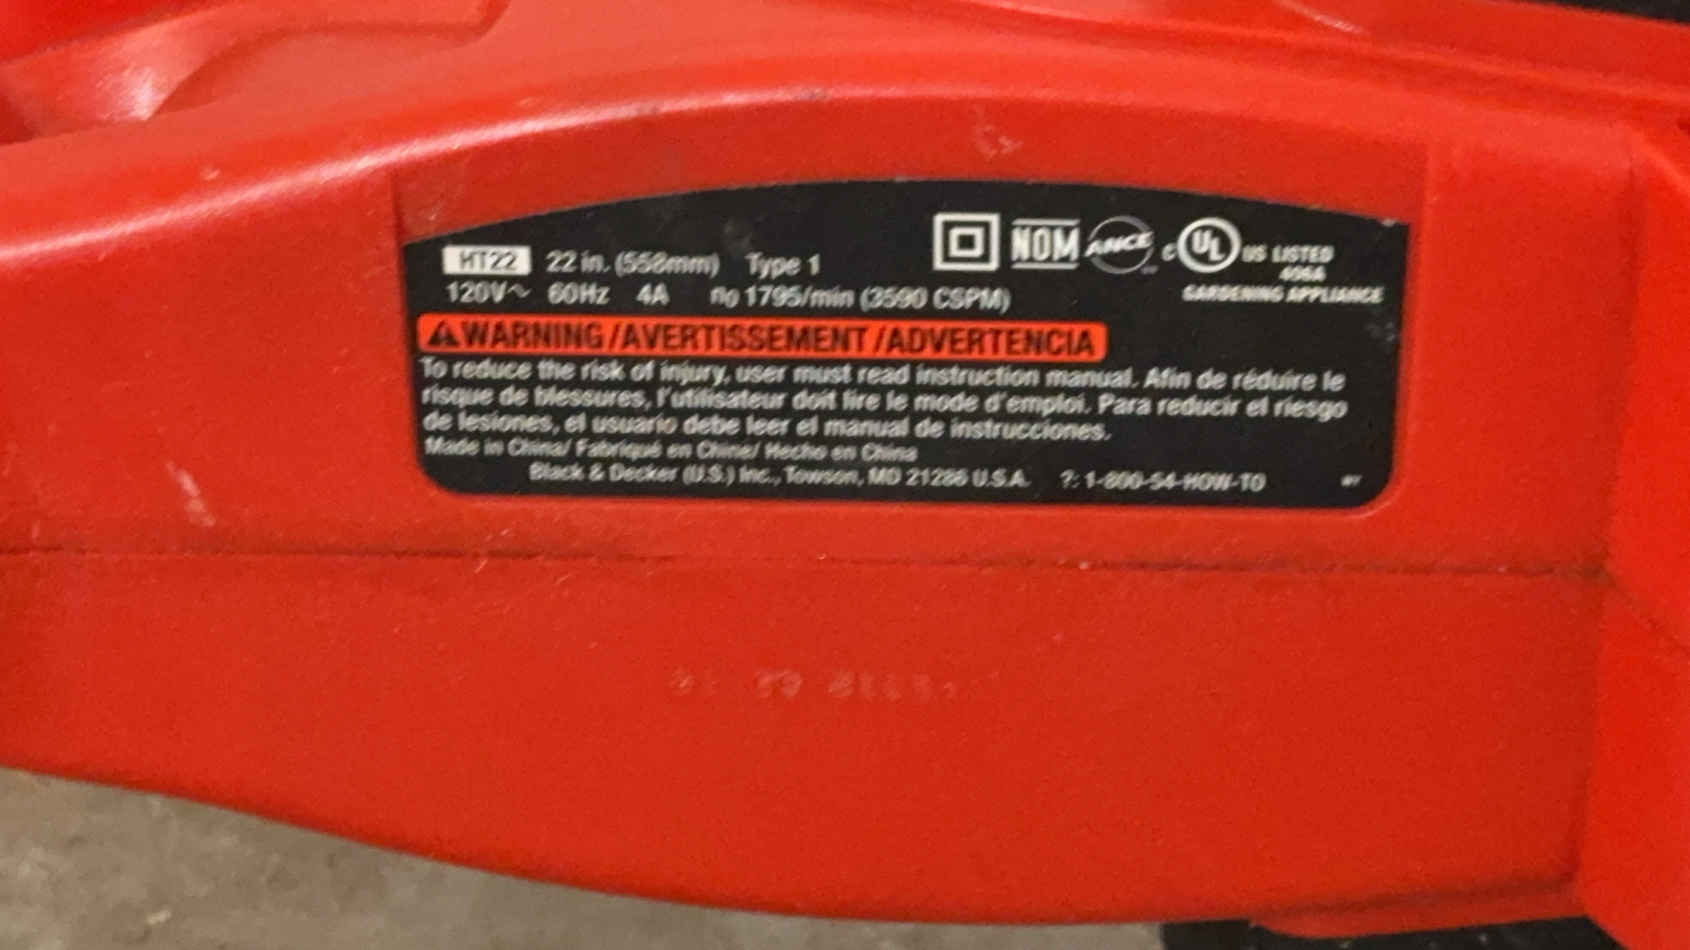 HT22 22 in. (558mm) Type 1
120V~ 60Hz 4A no 1795/min (3590 CSPM)
NOM ANCE c UL US LISTED
GARDENING APPLIANCE
WARNING / AVERTISSEMENT / ADVERTENCIA
To reduce the risk of injury, user must read instruction manual. Afin de réduire le
risque de blessures, l'utilisateur doit lire le mode d'emploi. Para reducir el riesgo
de lesiones, el usuario debe leer el manual de instrucciones.
Made in China/ Fabriqué en Chine/ Hecho en China
Black & Decker (U.S.) Inc., Towson, MD 21286 U.S.A. ?: 1-800-54-HOW-TO